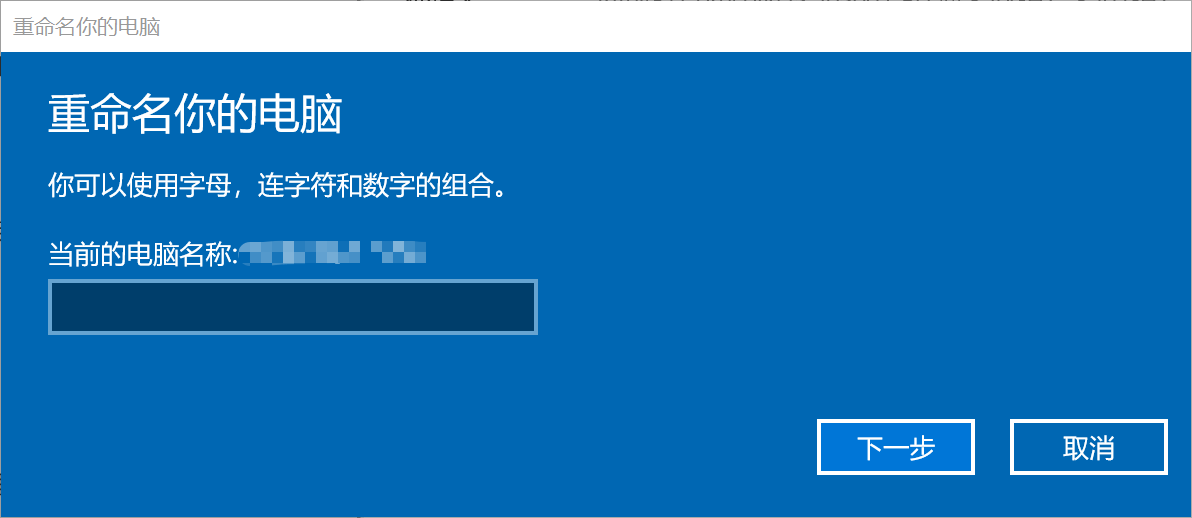 重命名你的电脑
重命名你的电脑
你可以使用字母，连字符和数字的组合。
当前的电脑名称:
下一步
取消